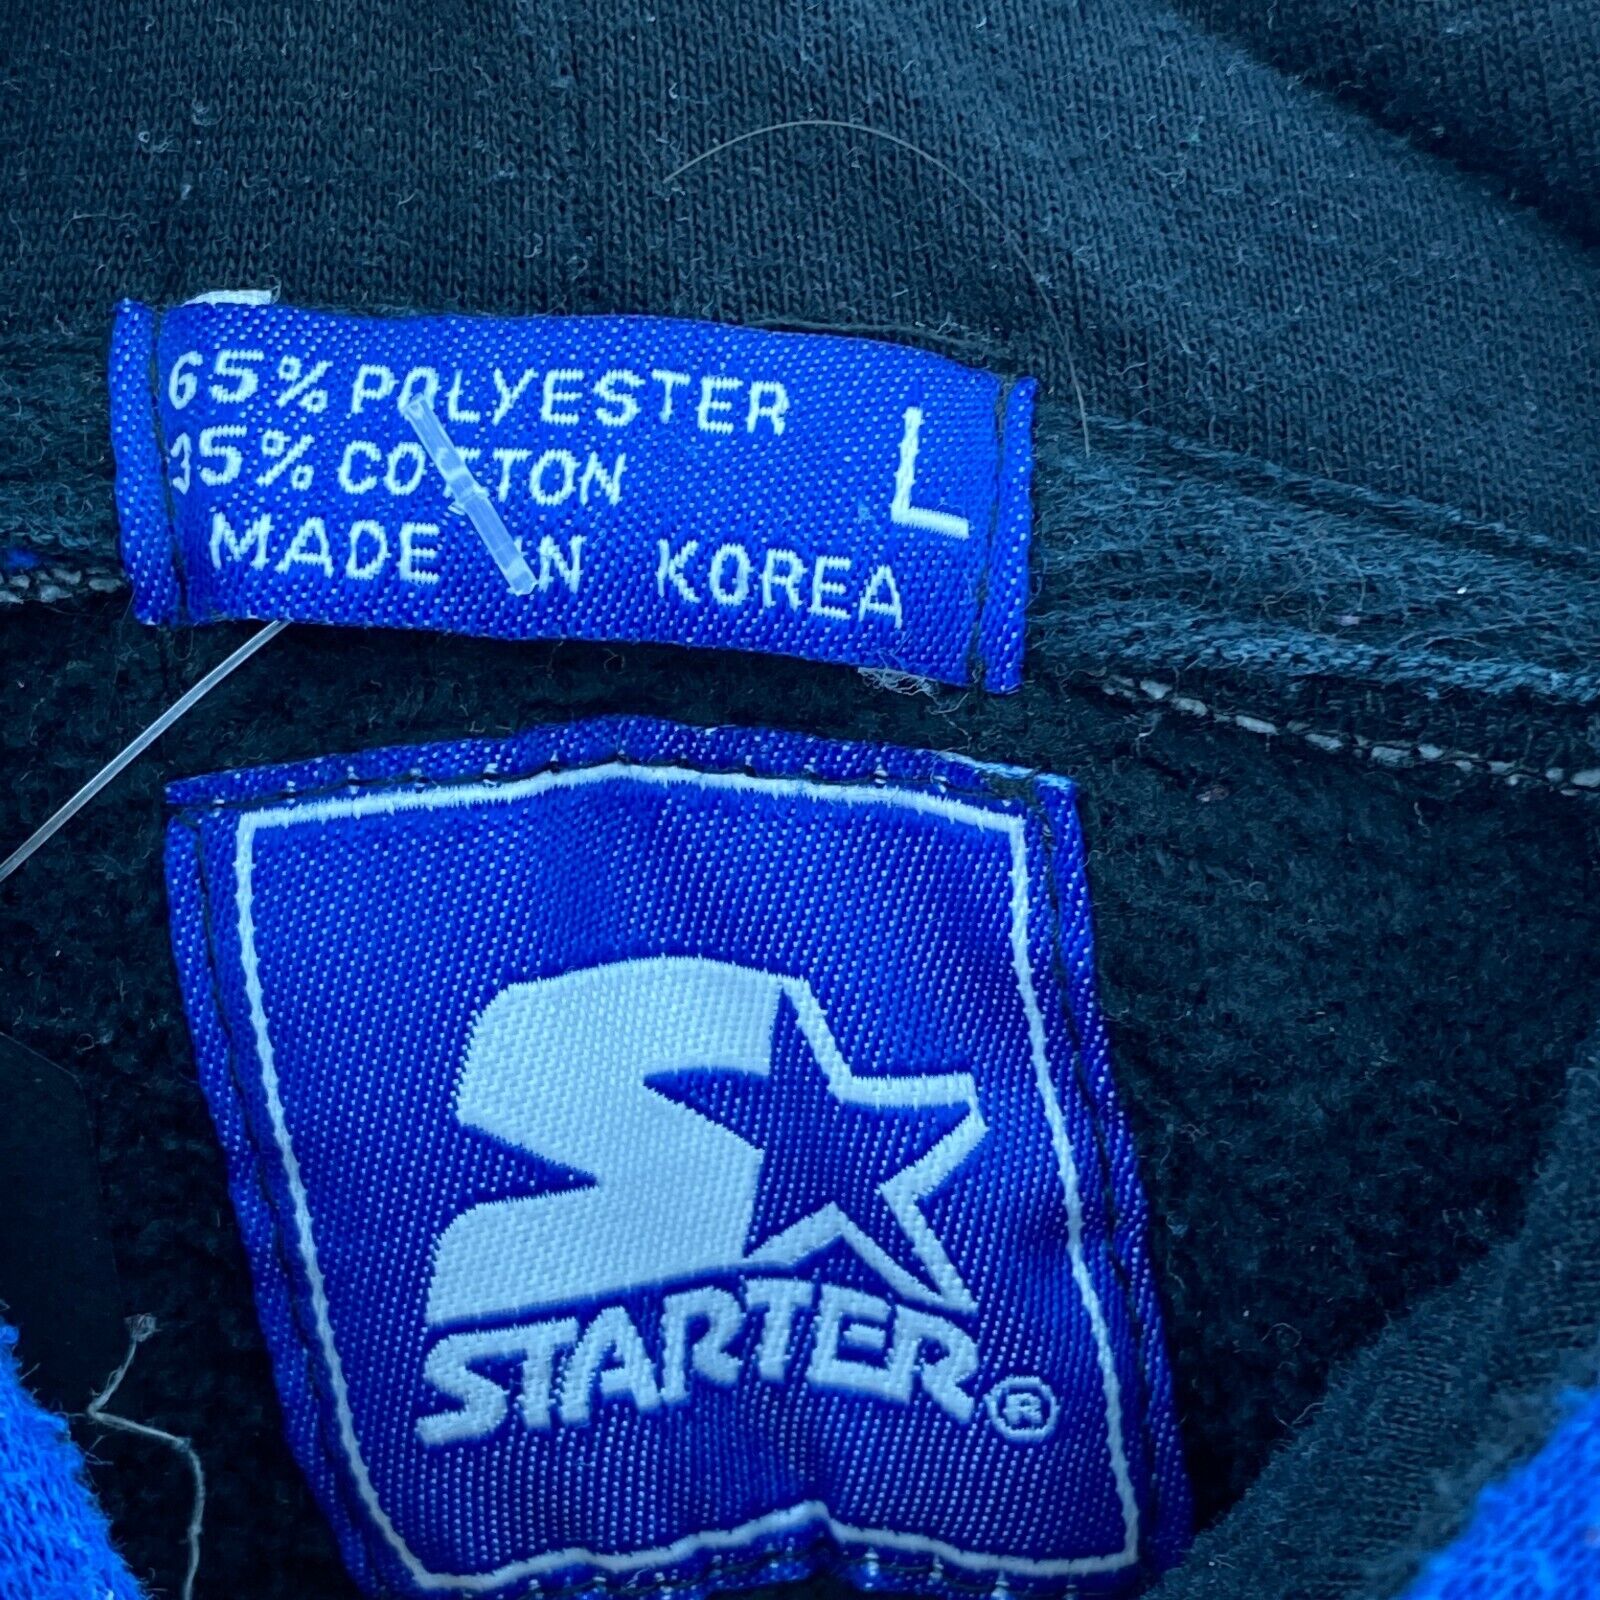 65% POLYESTER
35% COTTON
MADE IN KOREA
L
STARTER®